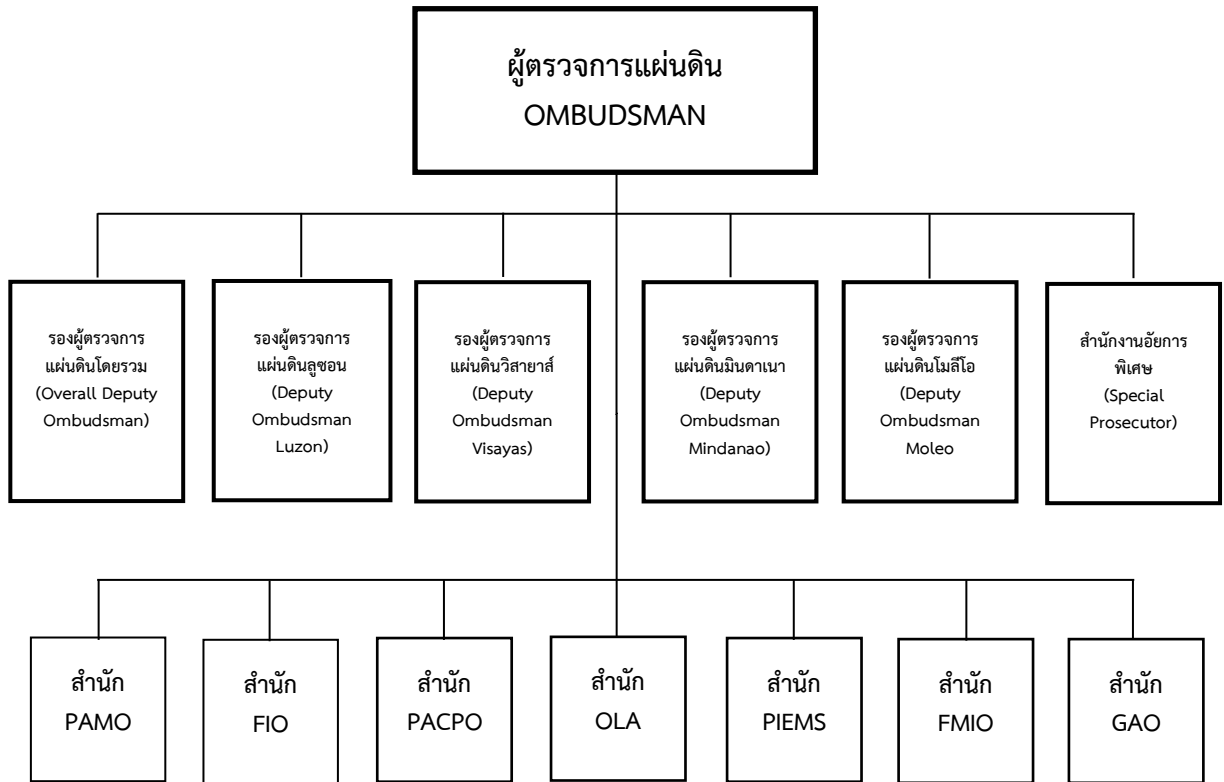 ผู้ตรวจการแผ่นดิน
OMBUDSMAN
รองผู้ตรวจการ
แผ่นดินโดยรวม
(Overall Deputy
Ombudsman)
รองผู้ตรวจการ
แผ่นดินลูซอน
(Deputy
Ombudsman
Luzon)
รองผู้ตรวจการ
แผ่นดินวิสายาส์
(Deputy
Ombudsman
Visayas)
รองผู้ตรวจการ
แผ่นดินมินดาเนา
(Deputy
Ombudsman
Mindanao)
รองผู้ตรวจการ
แผ่นดินโมลีโอ
(Deputy
Ombudsman
Moleo
สำนักงานอัยการ
พิเศษ
(Special
Prosecutor)
สำนัก
PAMO
สำนัก
FIO
สำนัก
PACPO
สำนัก
OLA
สำนัก
PIEMS
สำนัก
FMIO
สำนัก
GAO